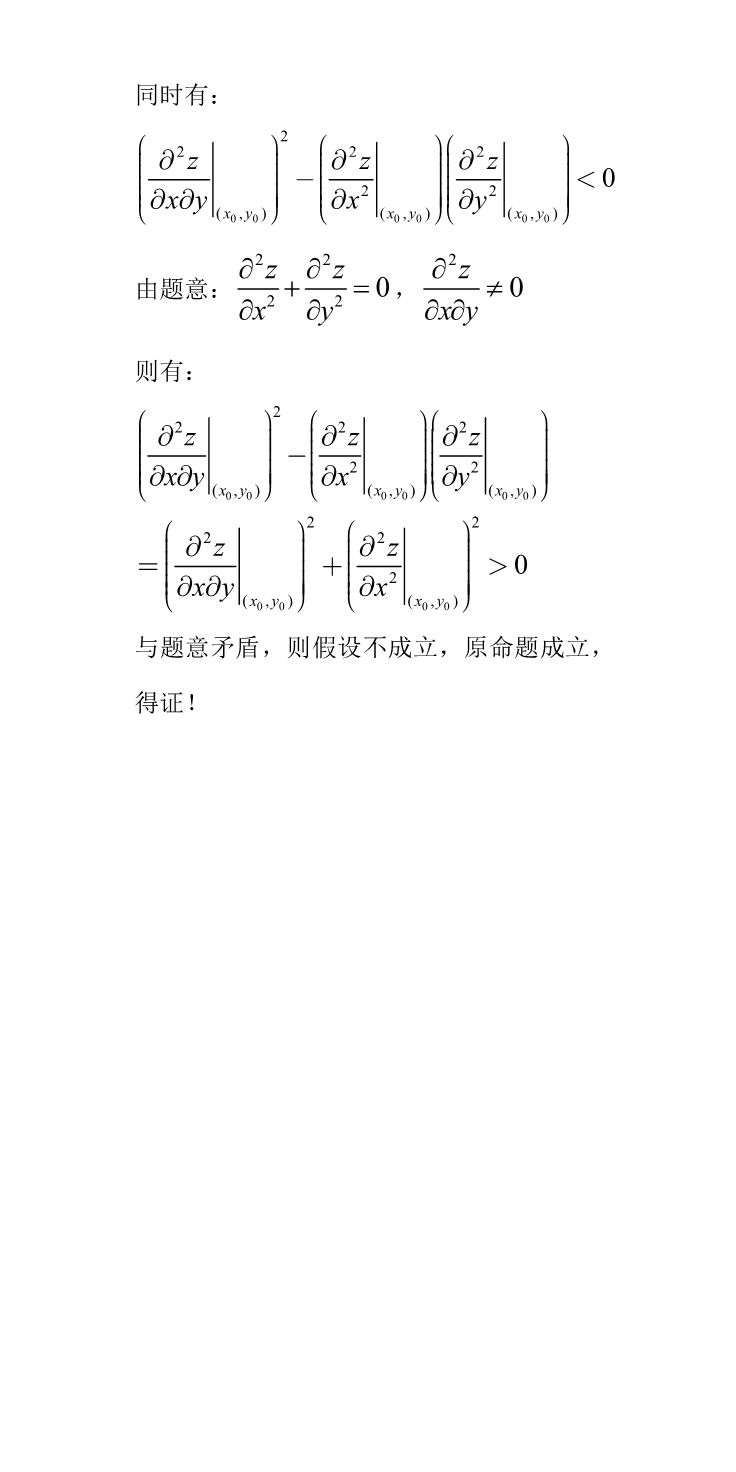 同时有：
$\left(\left.\frac{\partial^2 z}{\partial x \partial y}\right|_{(x_0,y_0)}\right)^2 - \left(\left.\frac{\partial^2 z}{\partial x^2}\right|_{(x_0,y_0)}\right)\left(\left.\frac{\partial^2 z}{\partial y^2}\right|_{(x_0,y_0)}\right) < 0$
由题意：$\frac{\partial^2 z}{\partial x^2} + \frac{\partial^2 z}{\partial y^2} = 0$，$\frac{\partial^2 z}{\partial x \partial y} \neq 0$
则有：
$\left(\left.\frac{\partial^2 z}{\partial x \partial y}\right|_{(x_0,y_0)}\right)^2 - \left(\left.\frac{\partial^2 z}{\partial x^2}\right|_{(x_0,y_0)}\right)\left(\left.\frac{\partial^2 z}{\partial y^2}\right|_{(x_0,y_0)}\right)$
$= \left(\left.\frac{\partial^2 z}{\partial x \partial y}\right|_{(x_0,y_0)}\right)^2 + \left(\left.\frac{\partial^2 z}{\partial x^2}\right|_{(x_0,y_0)}\right)^2 > 0$
与题意矛盾，则假设不成立，原命题成立，
得证！